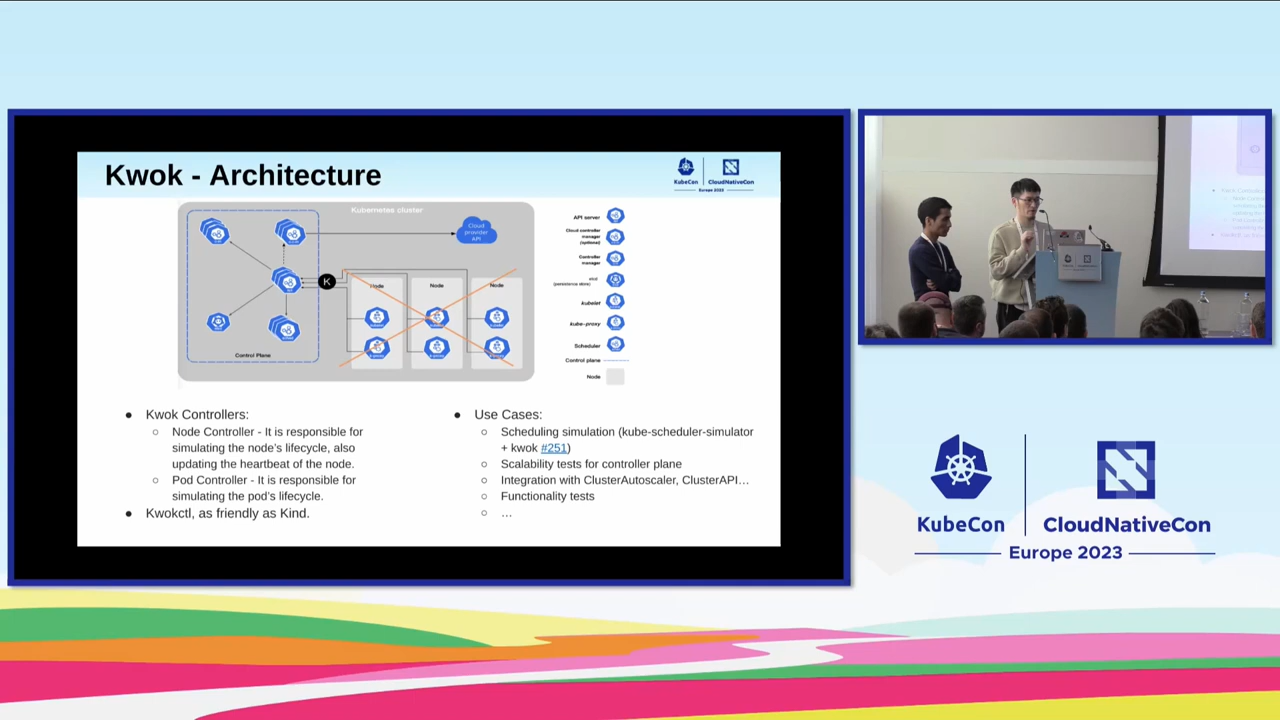 Kwok - Architecture
KubeCon
CloudNativeCon
Europe 2023
Kubernetes cluster
Cloud
provider
API
K
Node
Node
Node
Control Plane
API server
Cloud controller
manager
(optional)
Controller
manager
etcd
(persistence store)
kubelet
kube-proxy
Scheduler
Control plane
Node
● Kwok Controllers:
○ Node Controller - It is responsible for
simulating the node's lifecycle, also
updating the heartbeat of the node.
○ Pod Controller - It is responsible for
simulating the pod's lifecycle.
● Kwokctl, as friendly as Kind.
● Use Cases:
○ Scheduling simulation (kube-scheduler-simulator
+ kwok #251)
○ Scalability tests for controller plane
○ Integration with ClusterAutoscaler, ClusterAPI…
○ Functionality tests
○ …
KubeCon
CloudNativeCon
Europe 2023